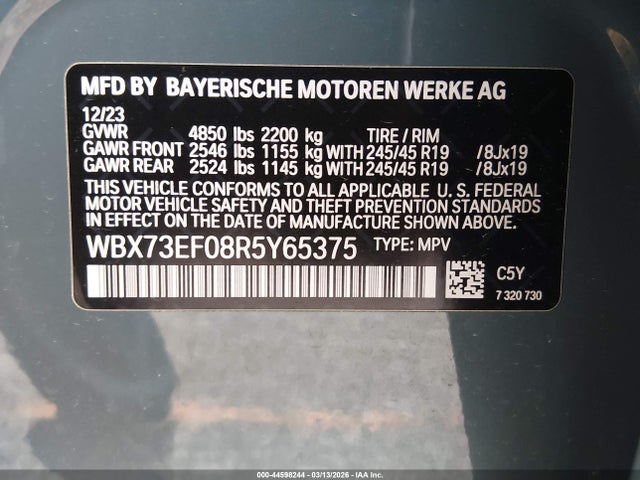 MFD BY BAYERISCHE MOTOREN WERKE AG
12/23
GVWR 4850 lbs 2200 kg TIRE / RIM
GAWR FRONT 2546 lbs 1155 kg WITH 245/45 R19 /8Jx19
GAWR REAR 2524 lbs 1145 kg WITH 245/45 R19 /8Jx19
THIS VEHICLE CONFORMS TO ALL APPLICABLE U. S. FEDERAL
MOTOR VEHICLE SAFETY AND THEFT PREVENTION STANDARDS
IN EFFECT ON THE DATE OF MANUFACTURE SHOWN ABOVE.
WBX73EF08R5Y65375 TYPE: MPV
C5Y
7 320 730
000-44598244 | 03/13/2026 | IAA Inc.